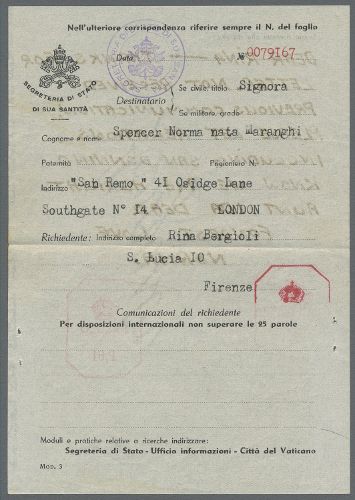 Nell'ulteriore corrispondenza riferire sempre il N. del foglio
Data
N. 0079167
SEGRETERIA DI STATO
DI SUA SANTITÀ
Destinatario
Se civile, titolo Signora
Se militare, grado
Cognome e nome Spencer Norma nata Maranghi
Paternità Prigioniero N.
Indirizzo "San Remo " 41 Osidge Lane
Southgate N° 14 LONDON
Richiedente: Indirizzo completo Rina Bergioli
S. Lucia 10
Firenze
Comunicazioni del richiedente
Per disposizioni internazionali non superare le 25 parole
Moduli e pratiche relative a ricerche indirizzare:
Segreteria di Stato - Ufficio informazioni - Città del Vaticano
Mod. 3